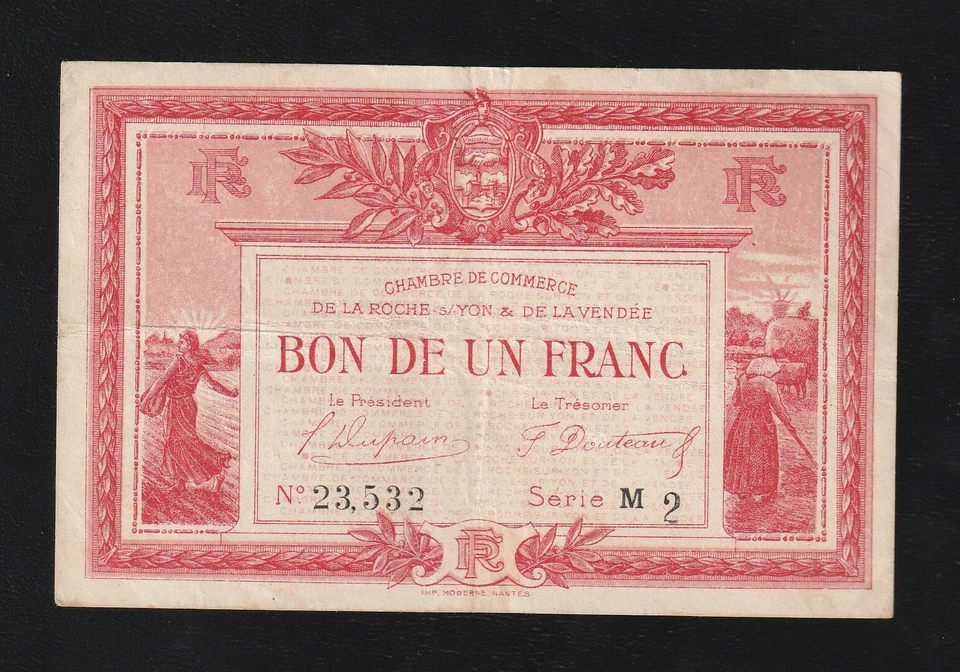 RF
RF
CHAMBRE DE COMMERCE
DE LA ROCHE-S/YON & DE LA VENDÉE
BON DE UN FRANC
Le Président Le Trésorier
Dupain F. Douteau
N° 23,532 Série M 2
RF
IMP. MODERNE, NANTES